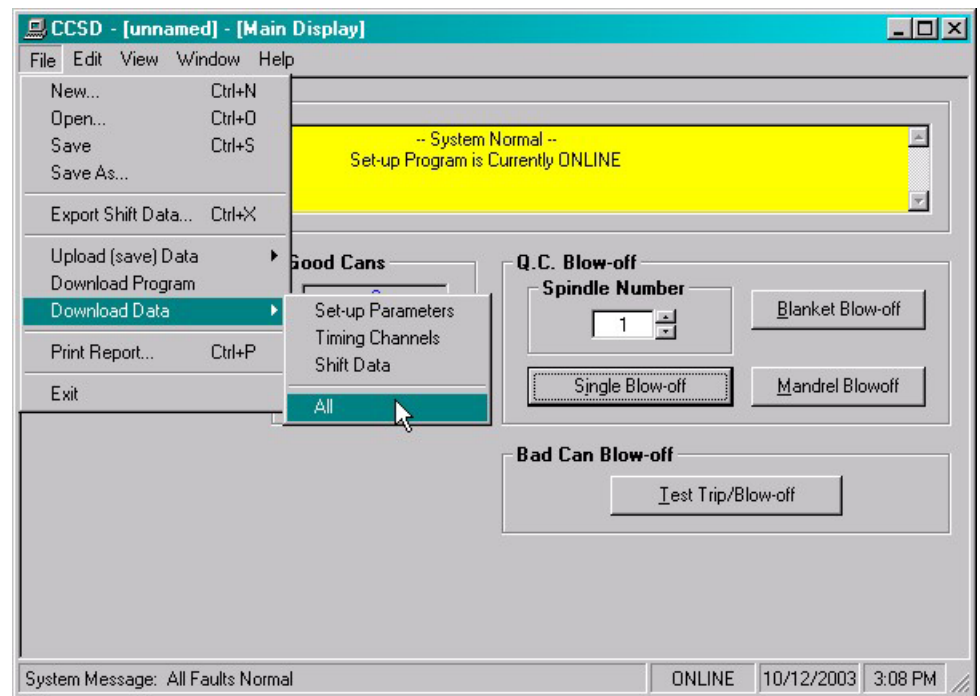 CCSD - [unnamed] - [Main Display]
File Edit View Window Help
New... Ctrl+N
Open... Ctrl+O
Save Ctrl+S
Save As...
Export Shift Data... Ctrl+X
Upload (save) Data
Download Program
Download Data
Print Report... Ctrl+P
Exit
Set-up Parameters
Timing Channels
Shift Data
All
-- System Normal --
Set-up Program is Currently ONLINE
Good Cans
Q.C. Blow-off
Spindle Number
1
Blanket Blow-off
Single Blow-off
Mandrel Blowoff
Bad Can Blow-off
Test Trip/Blow-off
System Message: All Faults Normal
ONLINE
10/12/2003
3:08 PM